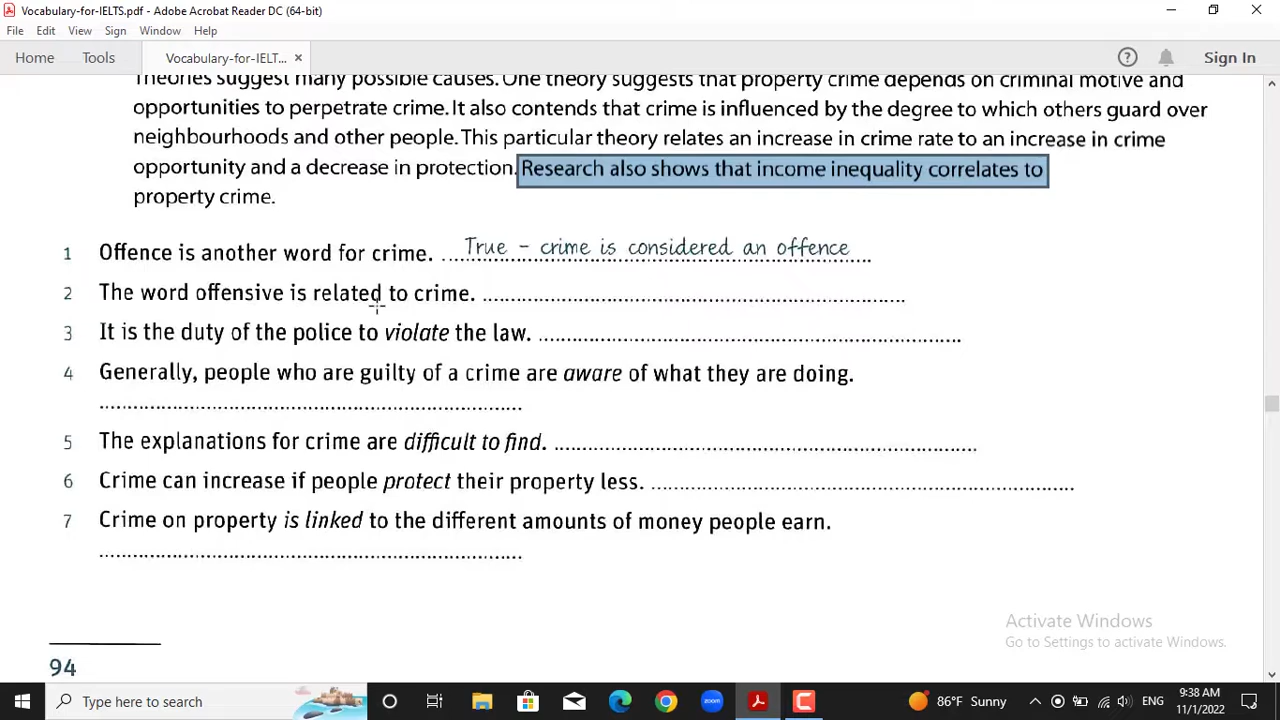 Vocabulary-for-IELTS.pdf - Adobe Acrobat Reader DC (64-bit)
File Edit View Sign Window Help
Home Tools Vocabulary-for-IELT... × Sign In
Theories suggest many possible causes. One theory suggests that property crime depends on criminal motive and
opportunities to perpetrate crime. It also contends that crime is influenced by the degree to which others guard over
neighbourhoods and other people. This particular theory relates an increase in crime rate to an increase in crime
opportunity and a decrease in protection. Research also shows that income inequality correlates to
property crime.
1 Offence is another word for crime. True – crime is considered an offence
2 The word offensive is related to crime.
3 It is the duty of the police to violate the law.
4 Generally, people who are guilty of a crime are aware of what they are doing.
5 The explanations for crime are difficult to find.
6 Crime can increase if people protect their property less.
7 Crime on property is linked to the different amounts of money people earn.
Activate Windows
Go to Settings to activate Windows.
94
Type here to search zoom 86°F Sunny ENG 9:38 AM
11/1/2022